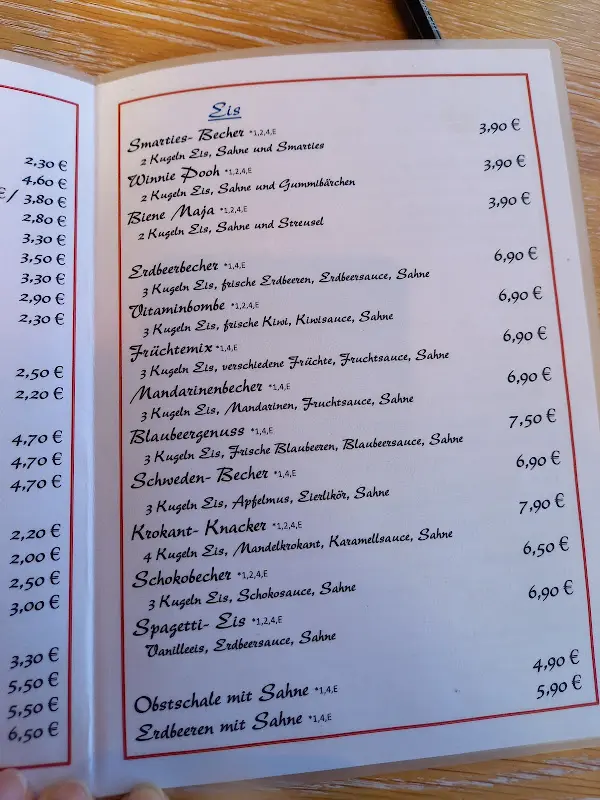 2,30 €
4,60 €
€ / 3,80 €
2,80 €
3,30 €
3,50 €
3,30 €
2,90 €
2,30 €
2,50 €
2,20 €
4,70 €
4,70 €
4,70 €
2,20 €
2,00 €
2,50 €
3,00 €
3,30 €
5,50 €
5,50 €
6,50 €
Eis
Smarties- Becher *1,2,4,E 3,90 €
2 Kugeln Eis, Sahne und Smarties
Winnie Pooh *1,2,4,E 3,90 €
2 Kugeln Eis, Sahne und Gummibärchen
Biene Maja *1,2,4,E 3,90 €
2 Kugeln Eis, Sahne und Streusel
Erdbeerbecher *1,4,E 6,90 €
3 Kugeln Eis, frische Erdbeeren, Erdbeersauce, Sahne
Vitaminbombe *1,2,4,E 6,90 €
3 Kugeln Eis, frische Kiwi, Kiwisauce, Sahne
Früchtemix *1,4,E 6,90 €
3 Kugeln Eis, verschiedene Früchte, Fruchtsauce, Sahne
Mandarinenbecher *1,4,E 6,90 €
3 Kugeln Eis, Mandarinen, Fruchtsauce, Sahne
Blaubeergenuss *1,4,E 7,50 €
3 Kugeln Eis, Frische Blaubeeren, Blaubeersauce, Sahne
Schweden- Becher *1,4,E 6,90 €
3 Kugeln Eis, Apfelmus, Eierlikör, Sahne
Krokant- Knacker *1,2,4,E 7,90 €
4 Kugeln Eis, Mandelkrokant, Karamellsauce, Sahne
Schokobecher *1,2,4,E 6,50 €
3 Kugeln Eis, Schokosauce, Sahne
Spagetti- Eis *1,2,4,E 6,90 €
Vanilleeis, Erdbeersauce, Sahne
Obstschale mit Sahne *1,4,E 4,90 €
Erdbeeren mit Sahne *1,4,E 5,90 €